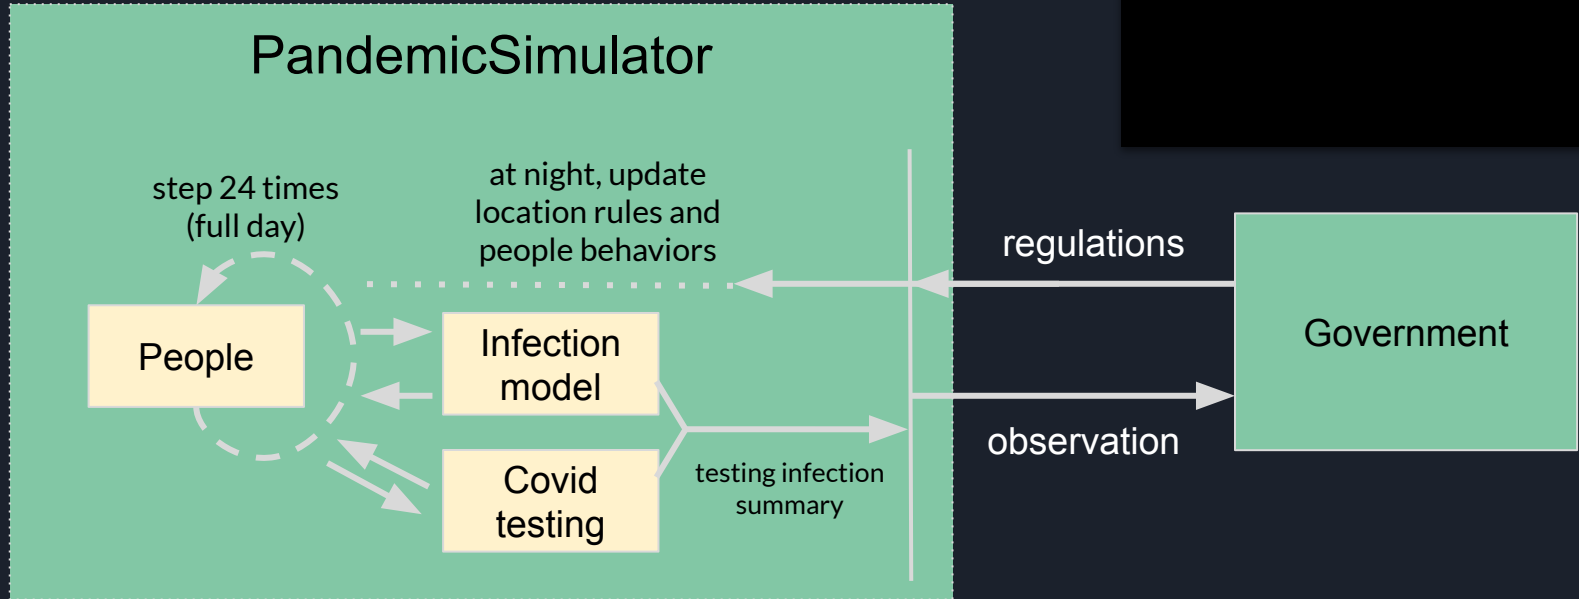 PandemicSimulator
step 24 times
(full day)
at night, update
location rules and
people behaviors
regulations
People
Infection
model
Government
observation
Covid
testing
testing infection
summary